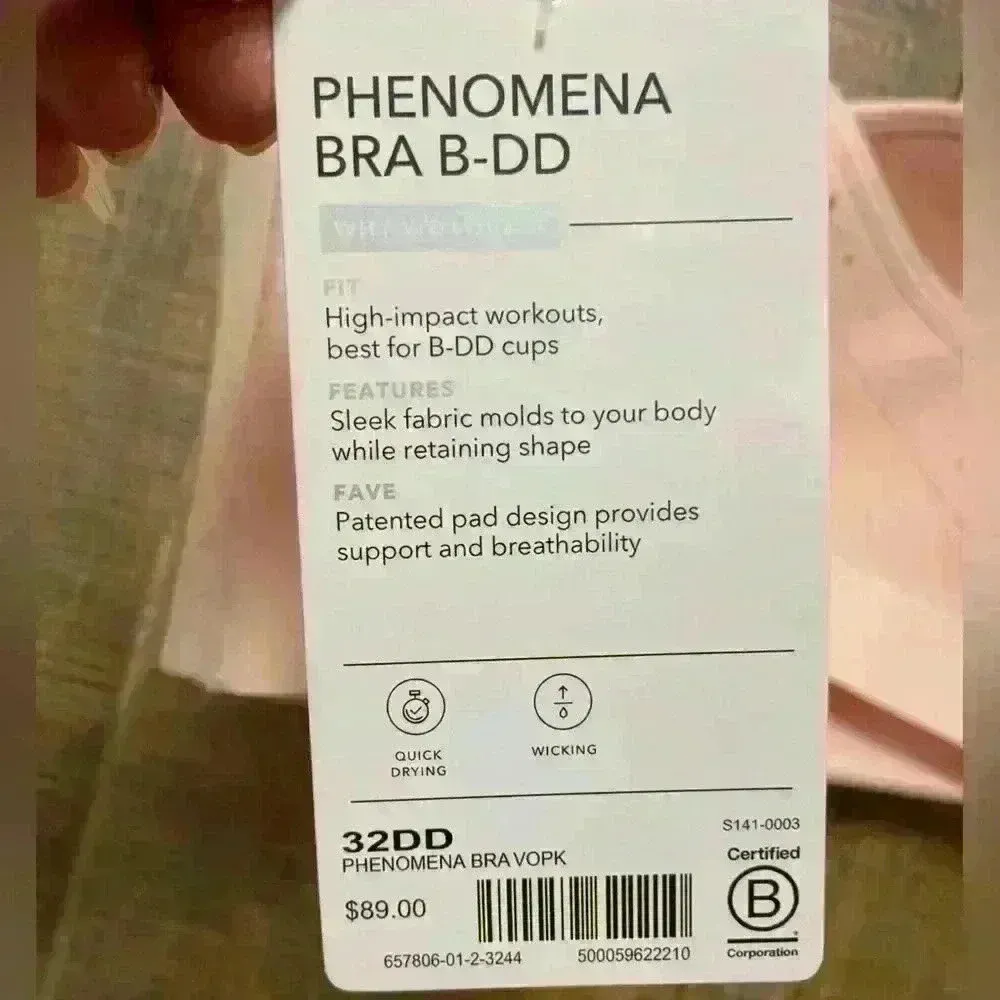 PHENOMENA
BRA B-DD
FIT
High-impact workouts,
best for B-DD cups
FEATURES
Sleek fabric molds to your body
while retaining shape
FAVE
Patented pad design provides
support and breathability
QUICK
DRYING
WICKING
32DD
PHENOMENA BRA VOPK
$89.00
657806-01-2-3244
500059622210
S141-0003
Certified
B
Corporation